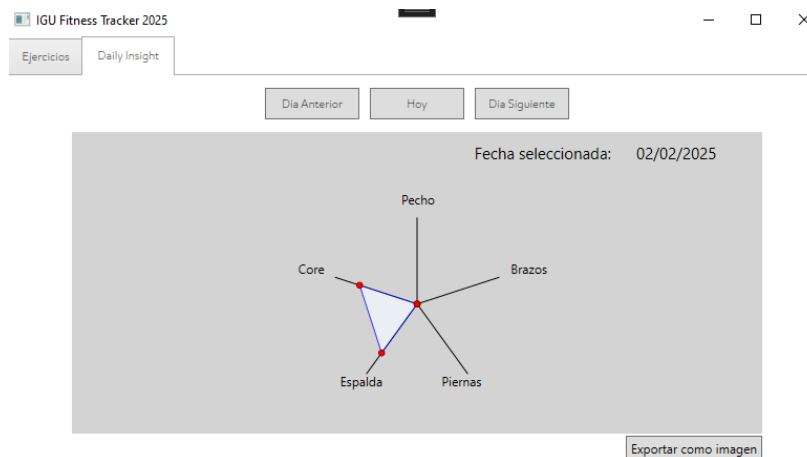 IGU Fitness Tracker 2025
Ejercicios Daily Insight
Dia Anterior Hoy Dia Siguiente
Fecha seleccionada: 02/02/2025
Pecho
Core Brazos
Espalda Piernas
Exportar como imagen